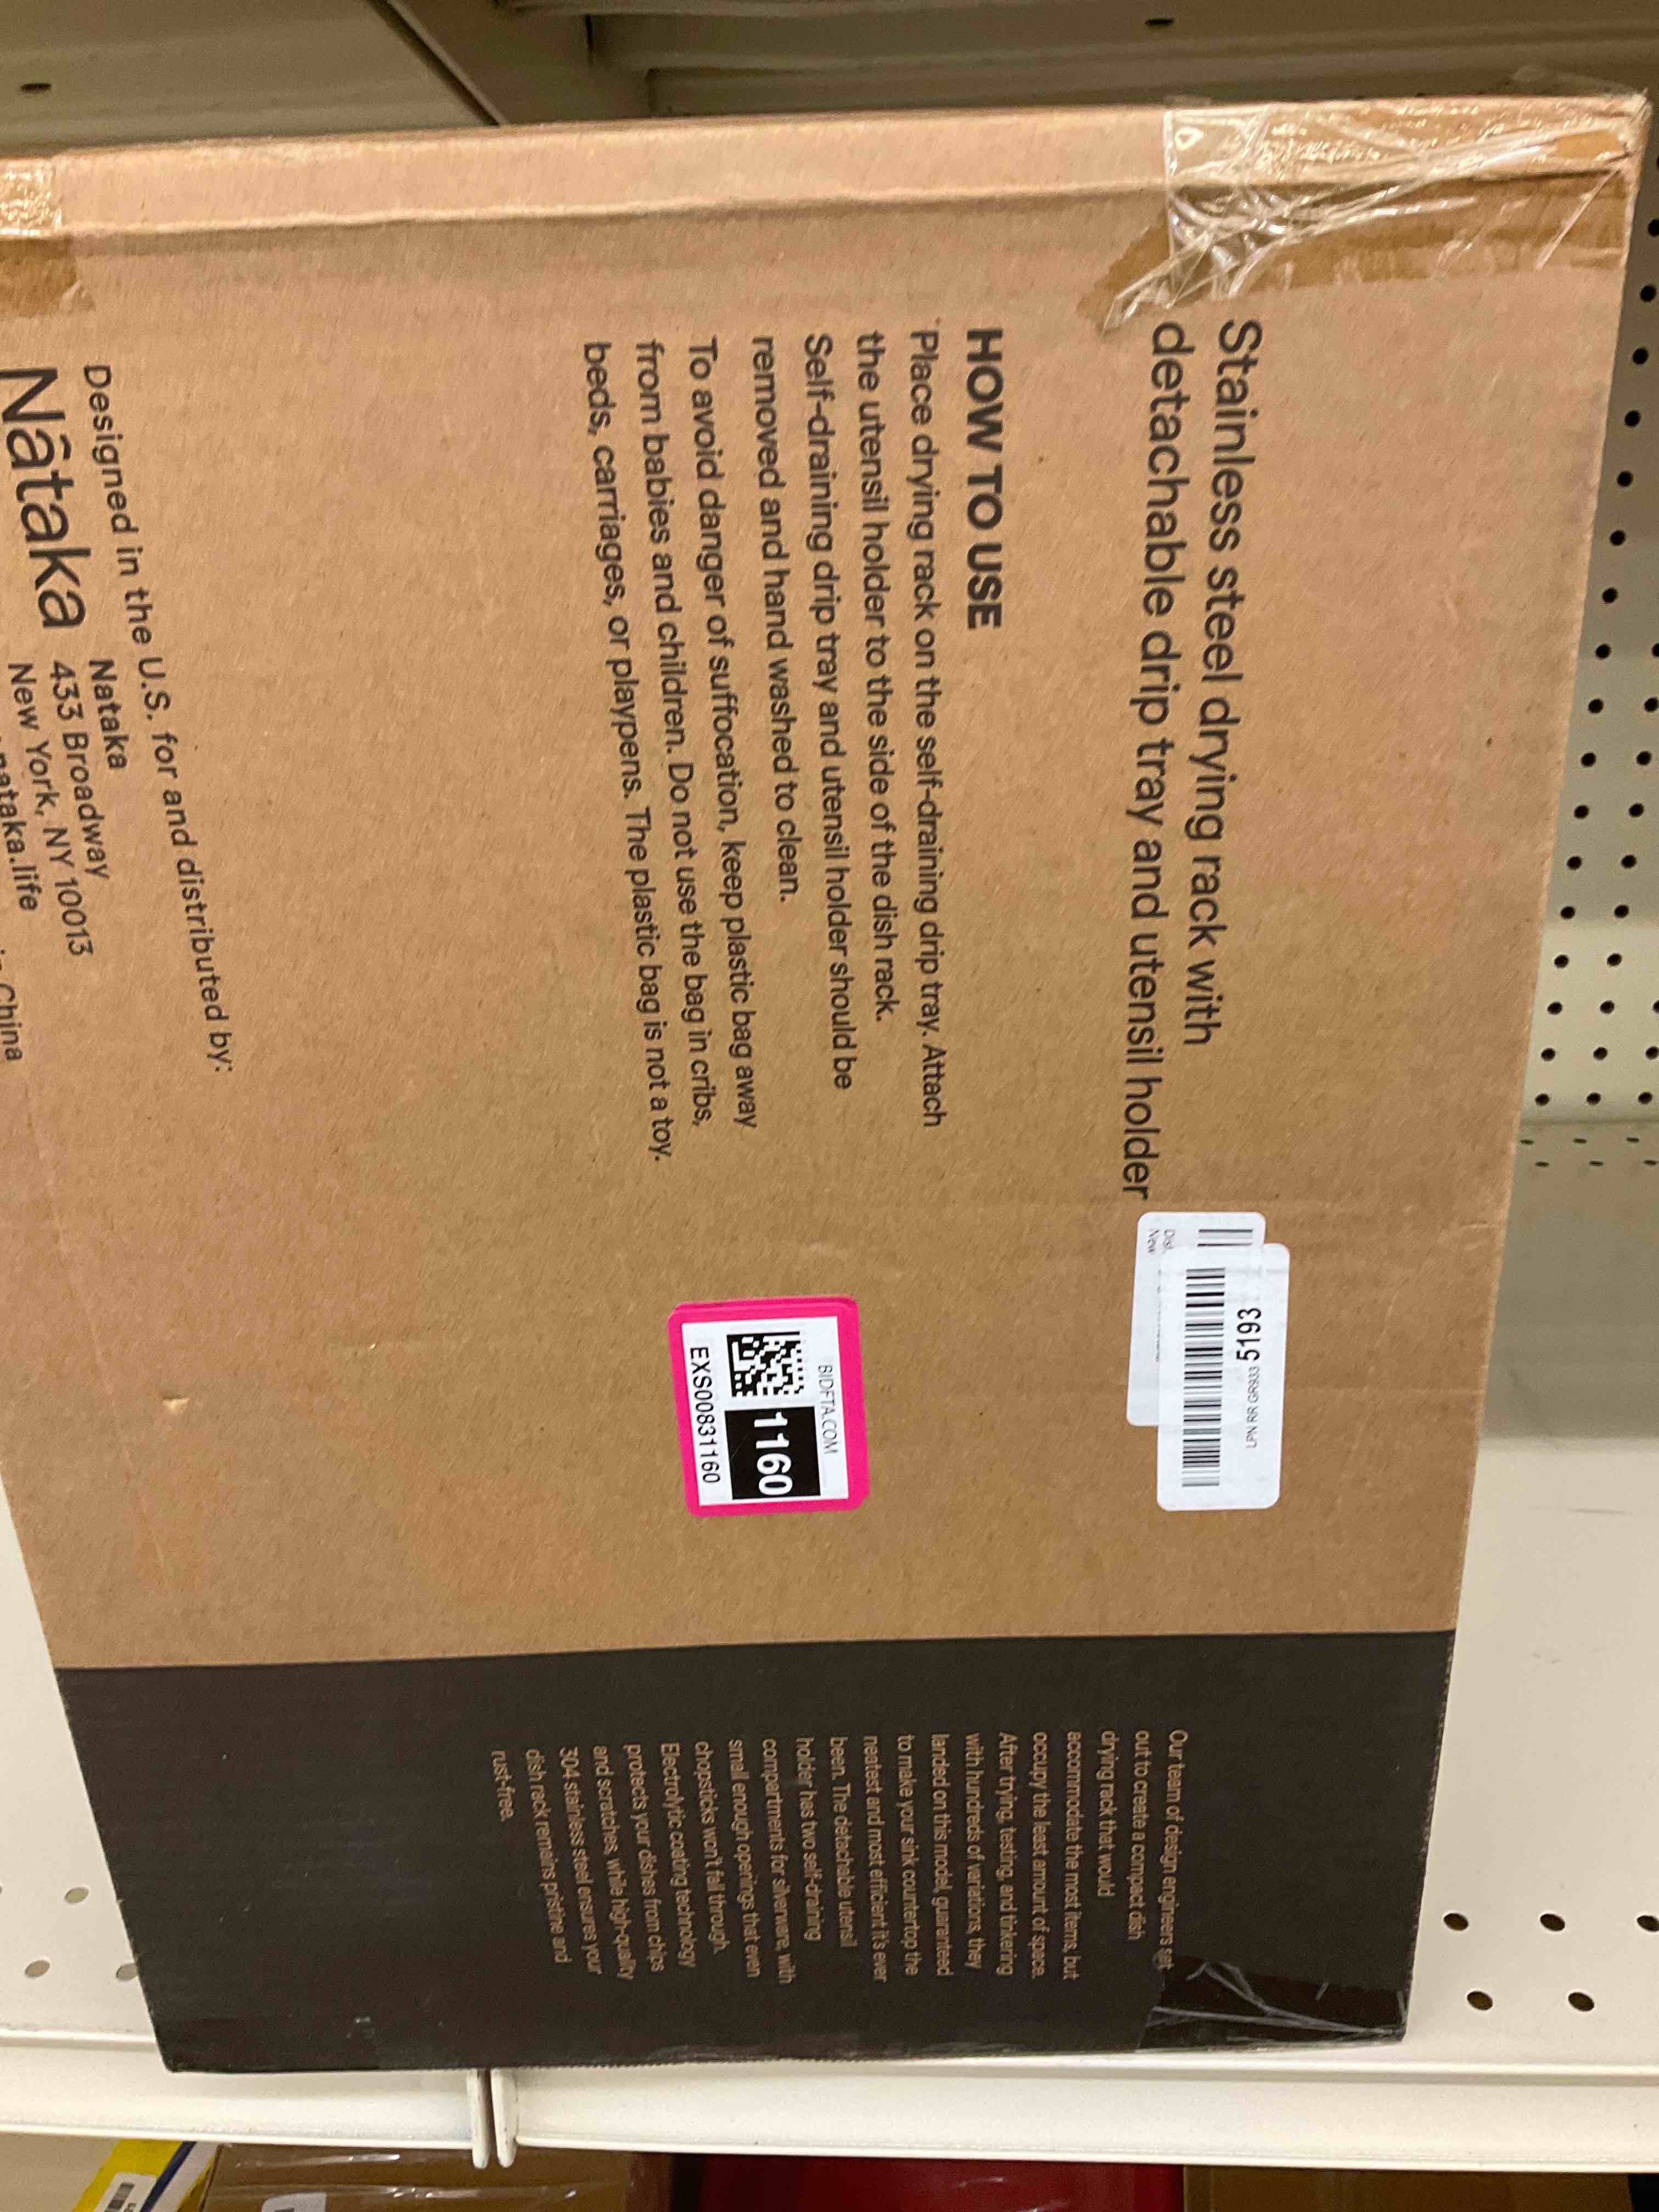 Stainless steel drying rack with
detachable drip tray and utensil holder
HOW TO USE
Place drying rack on the self-draining drip tray. Attach
the utensil holder to the side of the dish rack.
Self-draining drip tray and utensil holder should be
removed and hand washed to clean.
To avoid danger of suffocation, keep plastic bag away
from babies and children. Do not use the bag in cribs,
beds, carriages, or playpens. The plastic bag is not a toy.
Designed in the U.S. for and distributed by:
Nâtaka
Nataka
433 Broadway
New York, NY 10013
nataka.life
China
Dist.
New
LPN RR GR933 5193
BIDFTA.COM
1160
EXS00831160
Our team of design engineers set
out to create a compact dish
drying rack that would
accommodate the most items, but
occupy the least amount of space.
After trying, testing, and tinkering
with hundreds of variations, they
landed on this model, guaranteed
to make your sink countertop the
neatest and most efficient it's ever
been. The detachable utensil
holder has two self-draining
compartments for silverware, with
small enough openings that even
chopsticks won't fall through.
Electrolytic coating technology
protects your dishes from chips
and scratches, while high-quality
304 stainless steel ensures your
dish rack remains pristine and
rust-free.